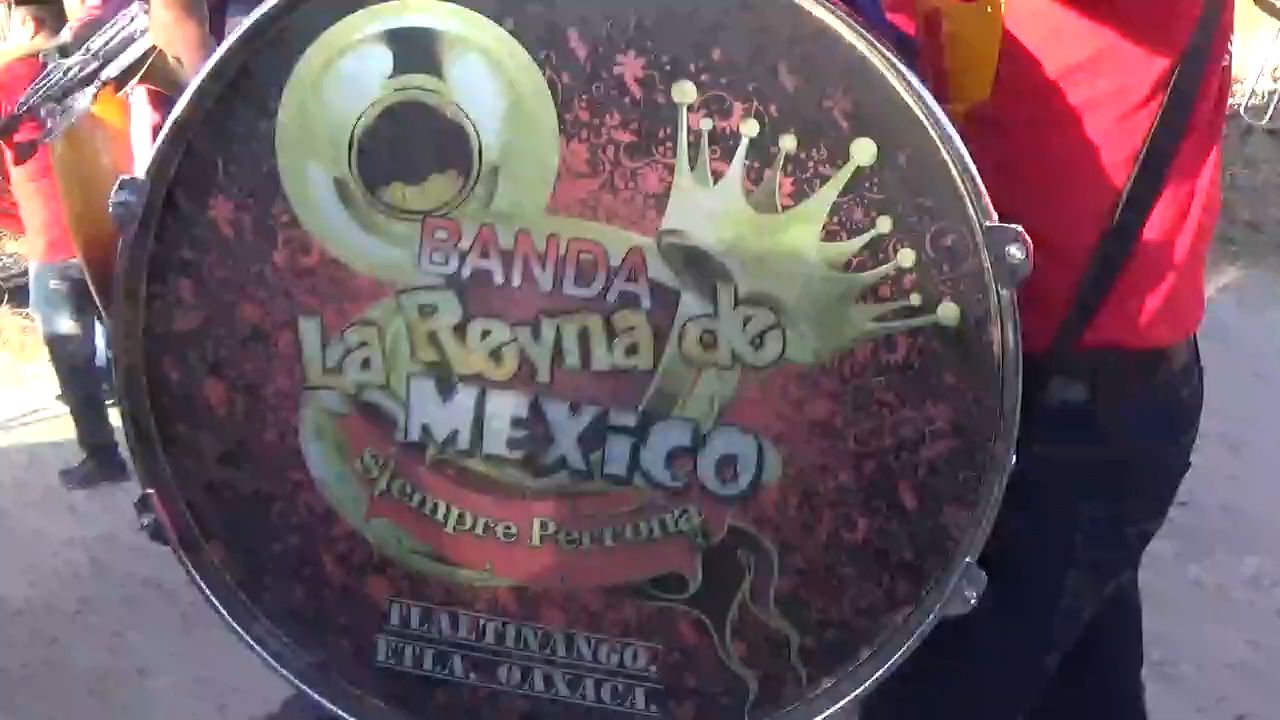 BANDA
La Reyna de
MEXiCO
Siempre Perrona
TLALTINANGO.
ETLA. OAXACA.